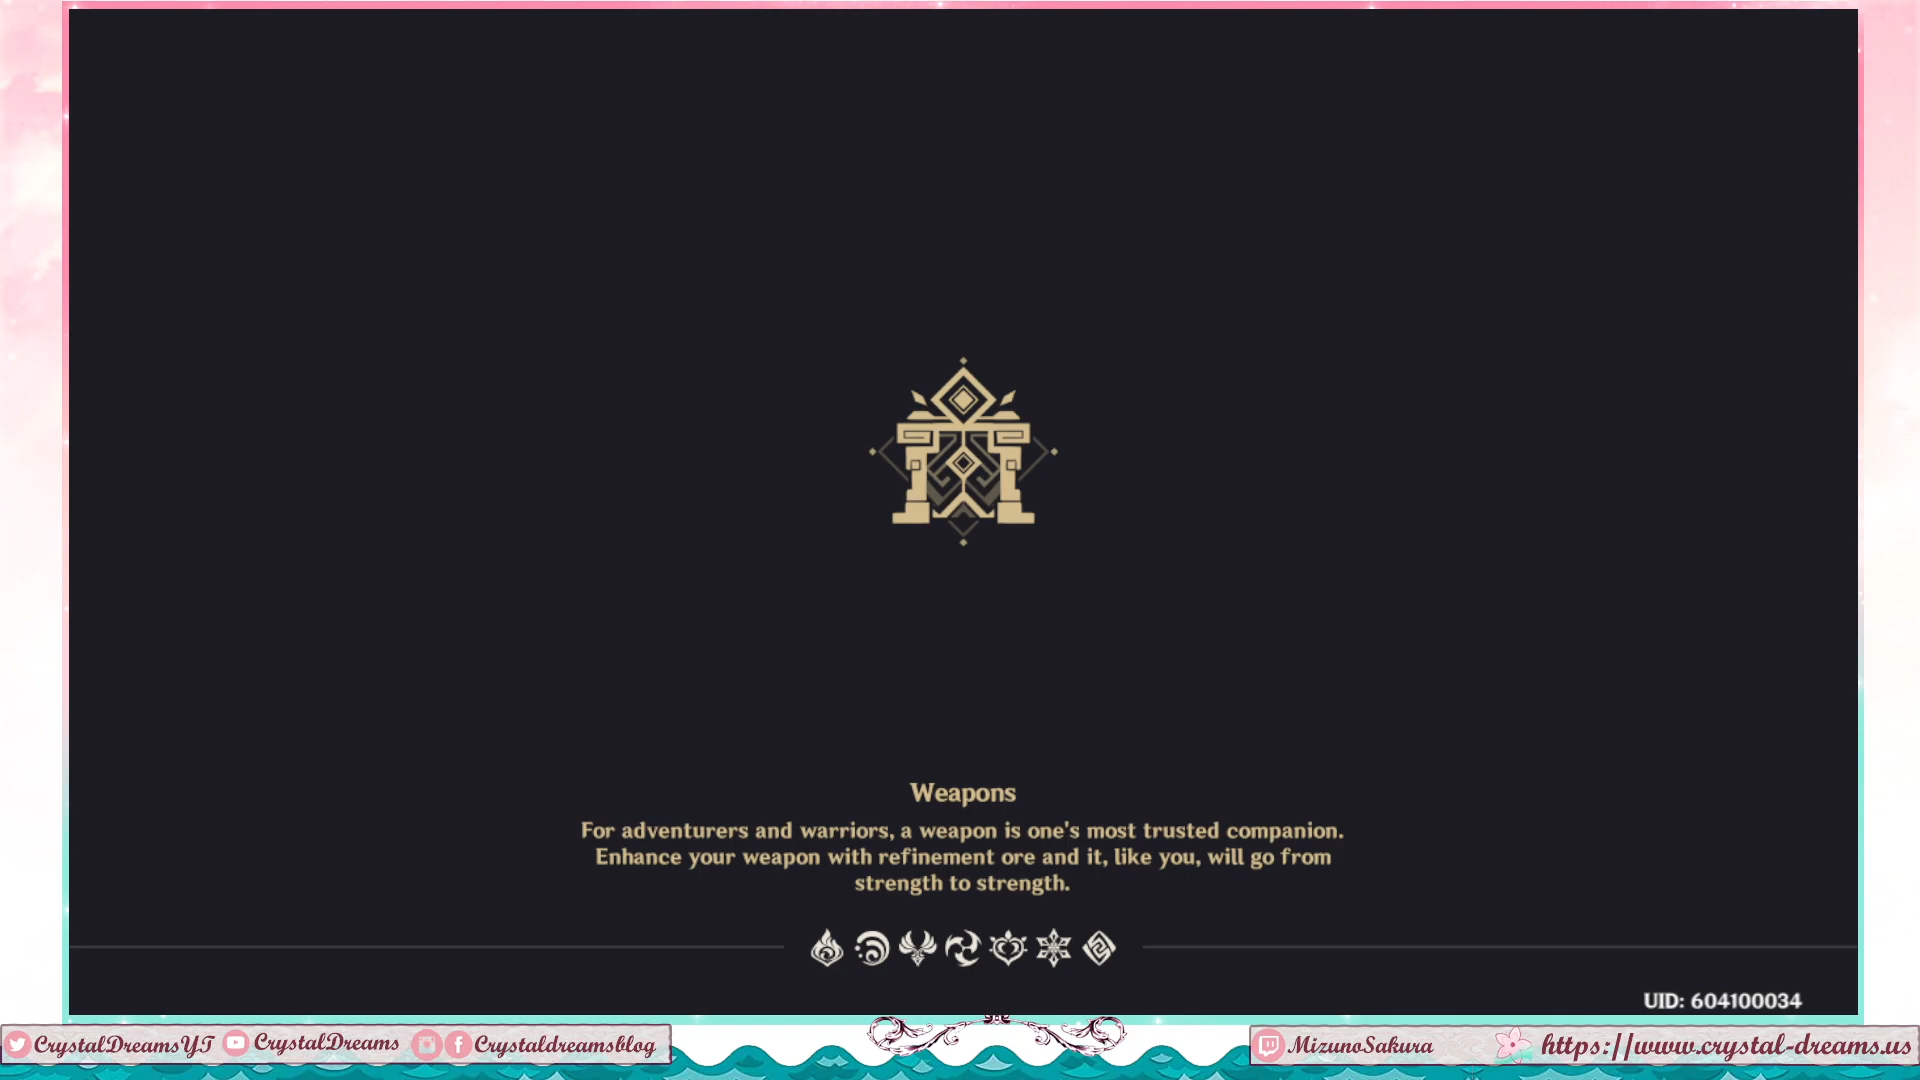 Weapons
For adventurers and warriors, a weapon is one's most trusted companion.
Enhance your weapon with refinement ore and it, like you, will go from
strength to strength.
UID: 604100034
CrystalDreamsYT CrystalDreams Crystaldreamsblog MizunoSakura https://www.crystal-dreams.us